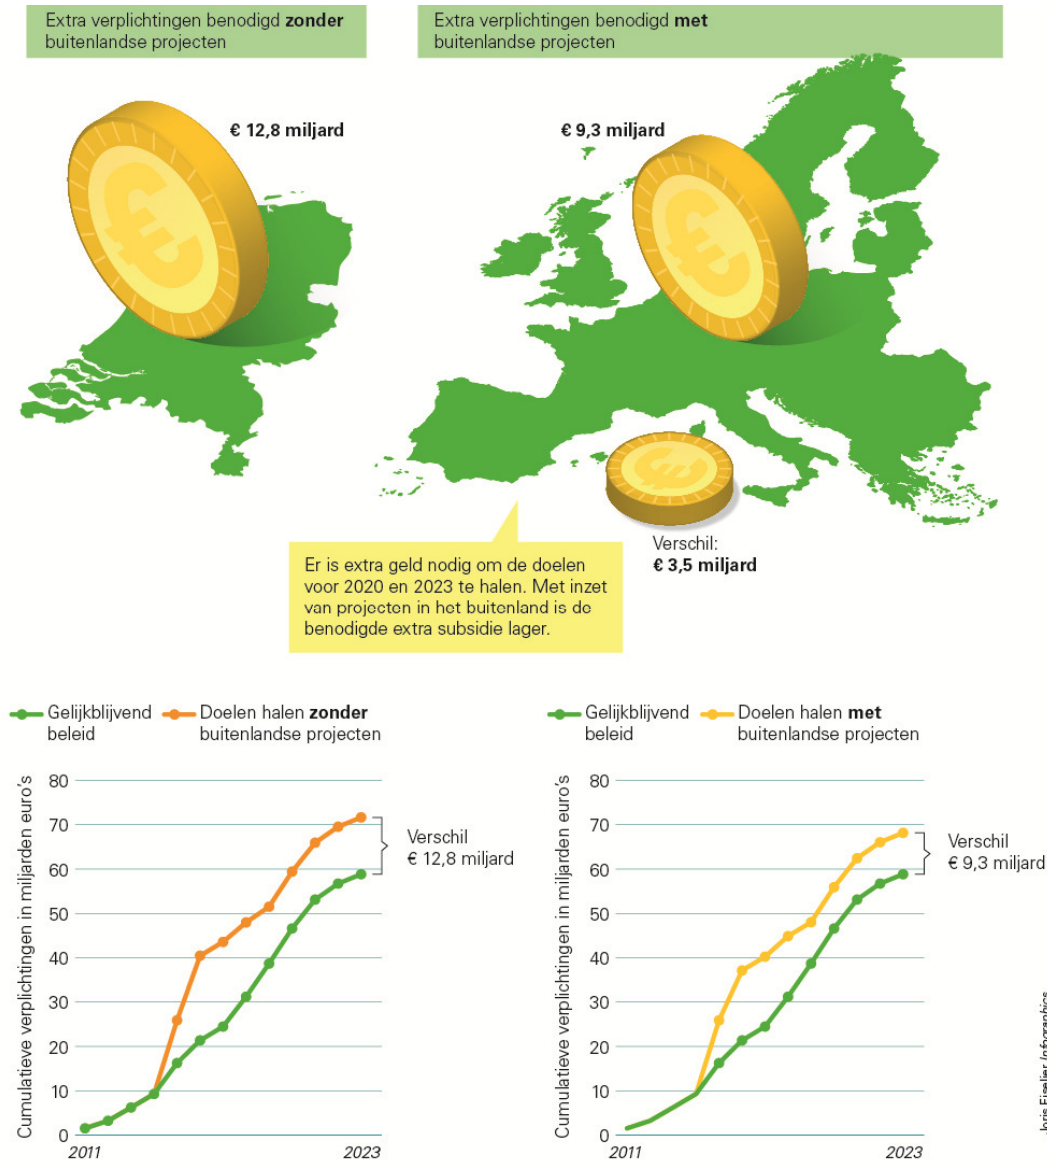 Extra verplichtingen benodigd zonder
buitenlandse projecten
Extra verplichtingen benodigd met
buitenlandse projecten
€ 12,8 miljard
€ 9,3 miljard
Verschil:
€ 3,5 miljard
Er is extra geld nodig om de doelen
voor 2020 en 2023 te halen. Met inzet
van projecten in het buitenland is de
benodigde extra subsidie lager.
Gelijkblijvend
beleid
Doelen halen zonder
buitenlandse projecten
Cumulatieve verplichtingen in miljarden euro's
80
70
60
50
40
30
20
10
0
2011
2023
Verschil
€ 12,8 miljard
Gelijkblijvend
beleid
Doelen halen met
buitenlandse projecten
Cumulatieve verplichtingen in miljarden euro's
80
70
60
50
40
30
20
10
0
2011
2023
Verschil
€ 9,3 miljard
Joris Fiselier Infographics